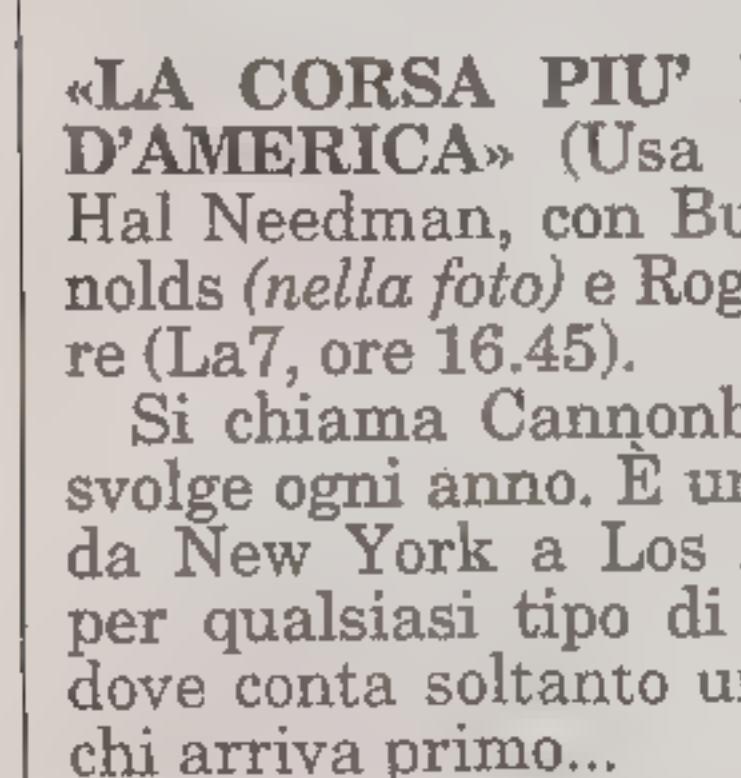 «LA CORSA PIU'
D'AMERICA» (Usa
Hal Needman, con Bu
nolds (nella foto) e Rog
re (La7, ore 16.45).
Si chiama Cannonb
svolge ogni anno. È un
da New York a Los
per qualsiasi tipo di
dove conta soltanto un
chi arriva primo...